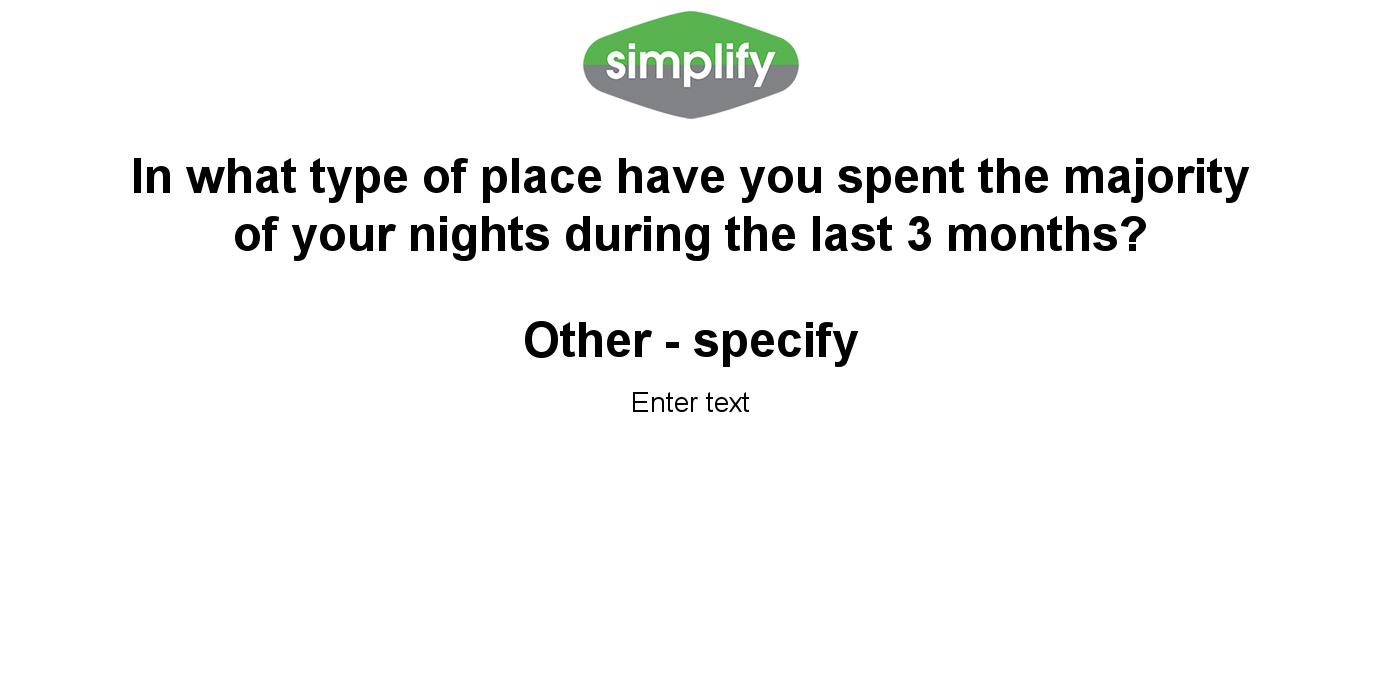 simplify
In what type of place have you spent the majority
of your nights during the last 3 months?
Other - specify
Enter text